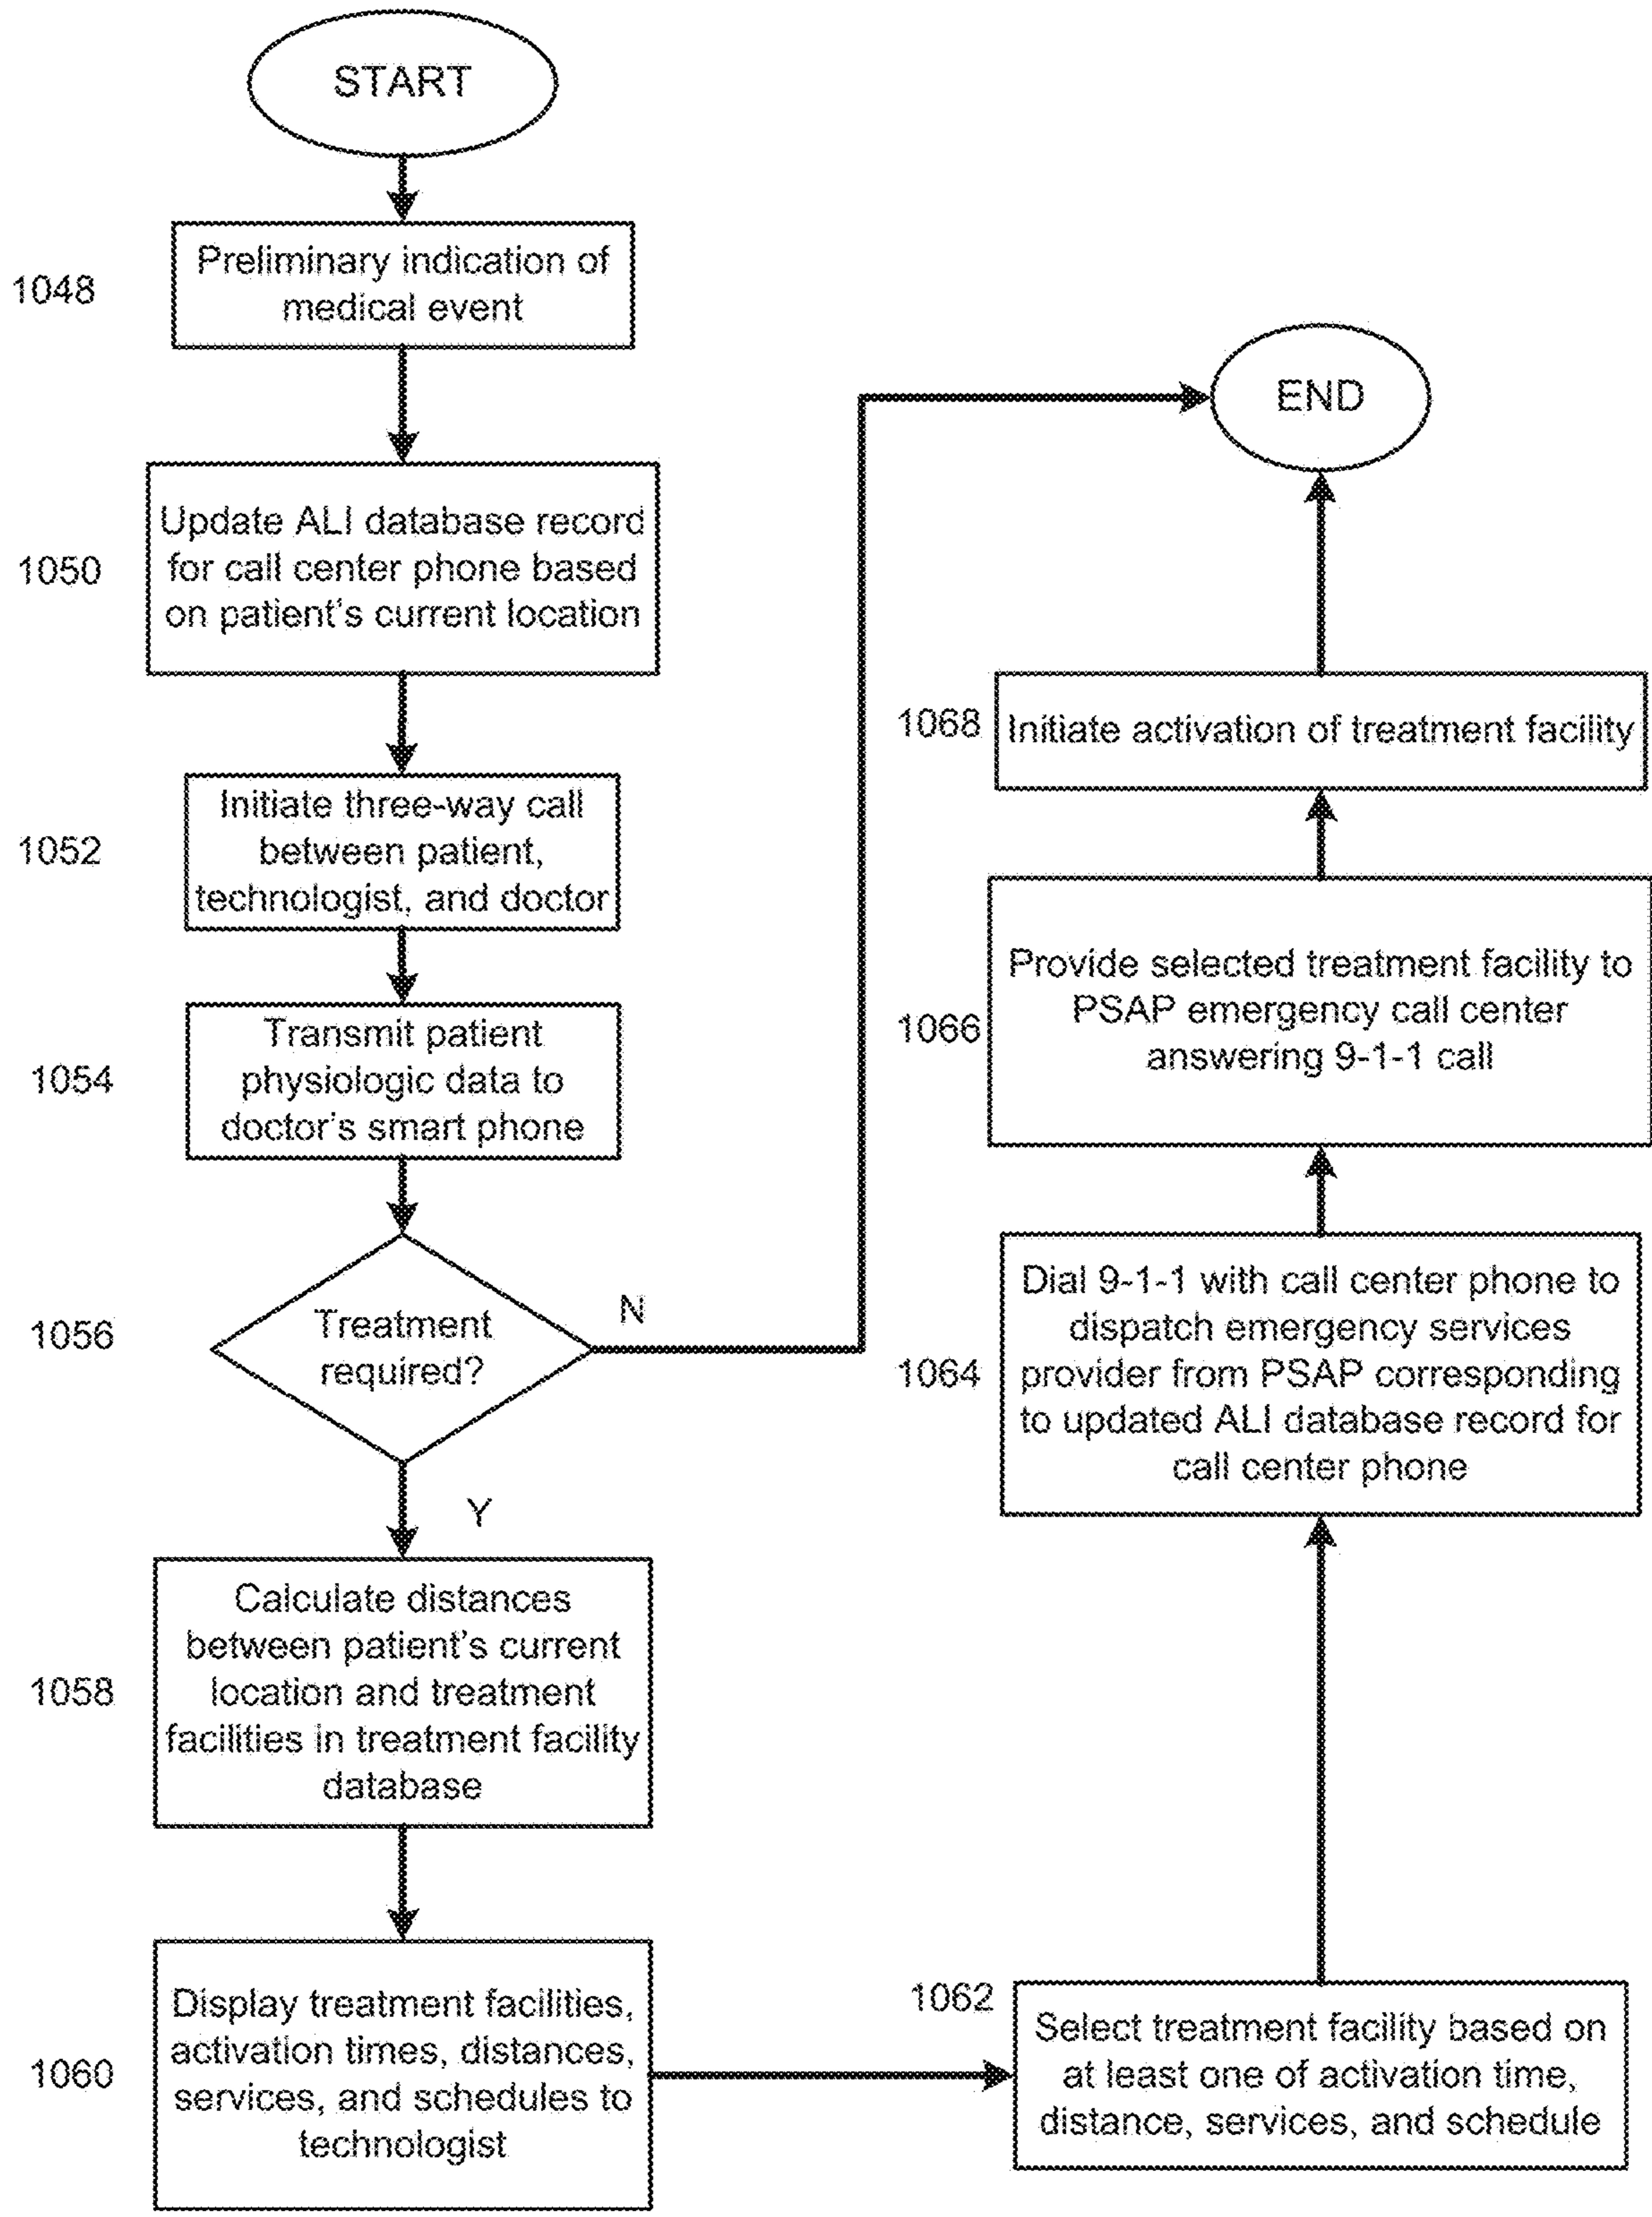 START
1048
Preliminary indication of
medical event
1050
Update ALI database record
for call center phone based
on patient's current location
1052
Initiate three-way call
between patient,
technologist, and doctor
1054
Transmit patient
physiologic data to
doctor's smart phone
1056
Treatment
required?
N
Y
1058
Calculate distances
between patient's current
location and treatment
facilities in treatment facility
database
1060
Display treatment facilities,
activation times, distances,
services, and schedules to
technologist
1062
Select treatment facility based on
at least one of activation time,
distance, services, and schedule
1064
Dial 9-1-1 with call center phone to
dispatch emergency services
provider from PSAP corresponding
to updated ALI database record for
call center phone
1066
Provide selected treatment facility to
PSAP emergency call center
answering 9-1-1 call
1068
Initiate activation of treatment facility
END